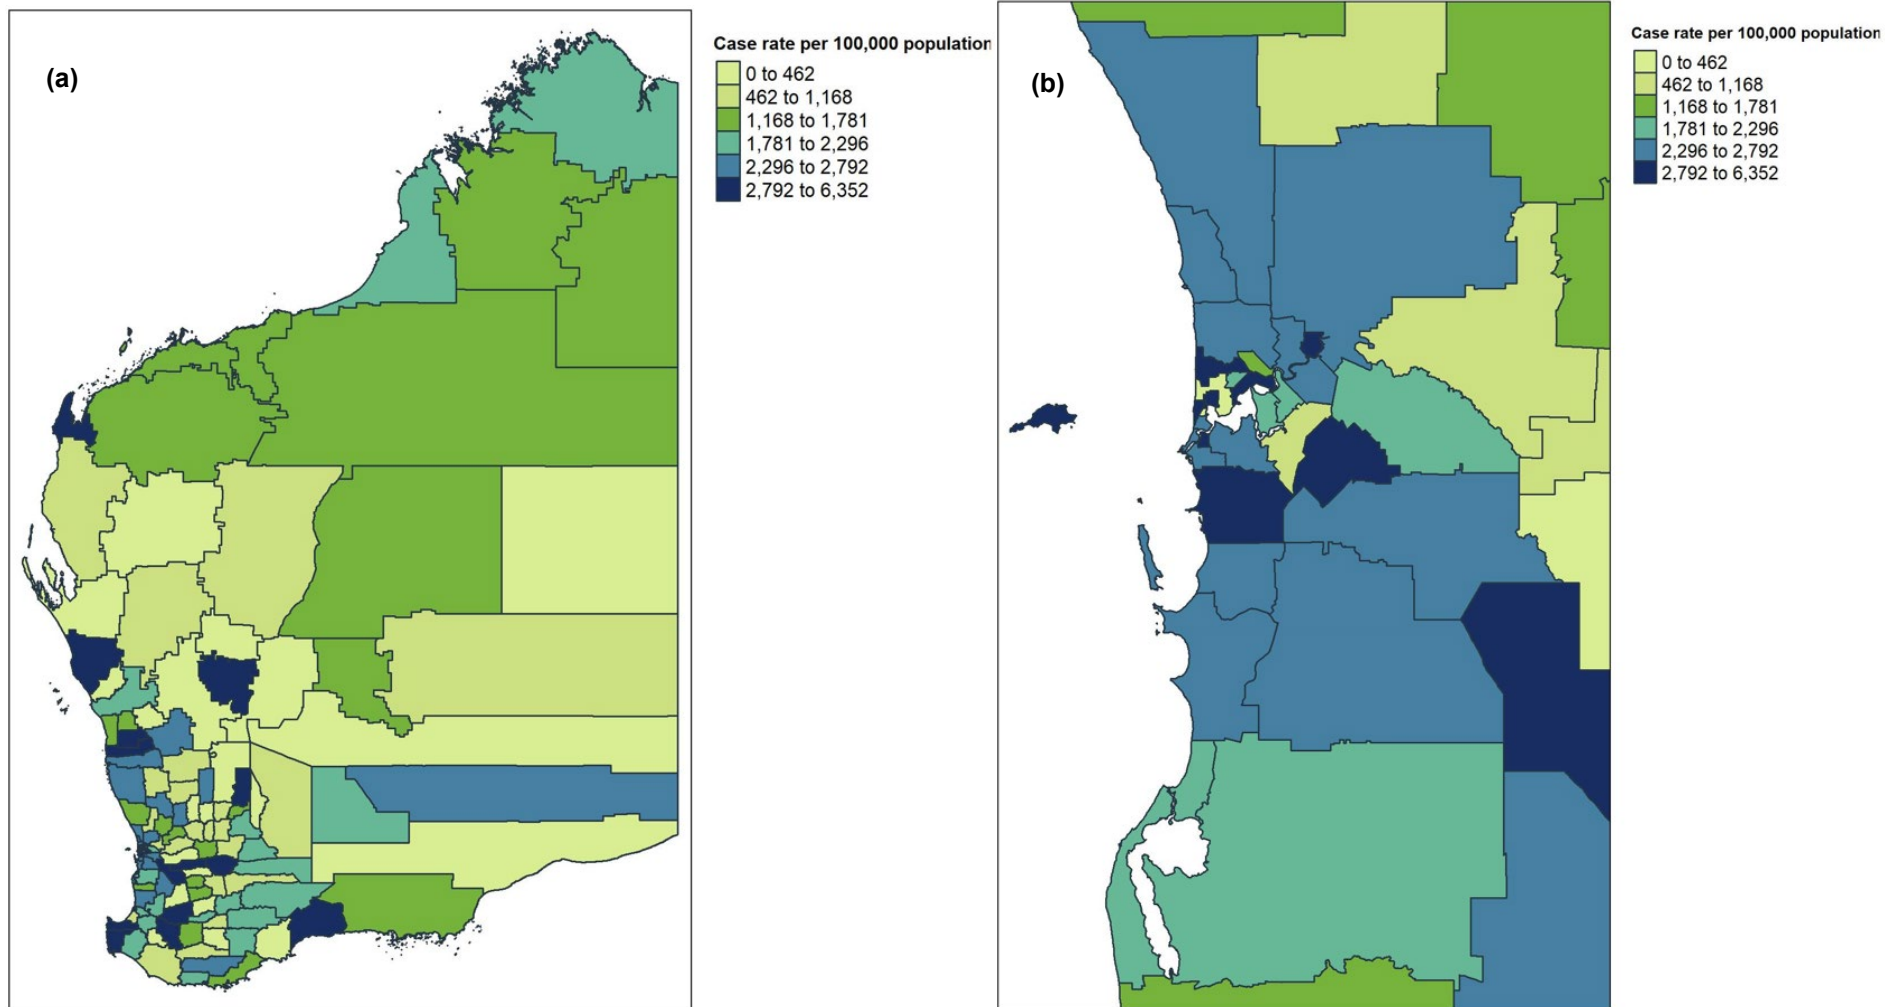 (a)
Case rate per 100,000 population
0 to 462
462 to 1,168
1,168 to 1,781
1,781 to 2,296
2,296 to 2,792
2,792 to 6,352
(b)
Case rate per 100,000 population
0 to 462
462 to 1,168
1,168 to 1,781
1,781 to 2,296
2,296 to 2,792
2,792 to 6,352